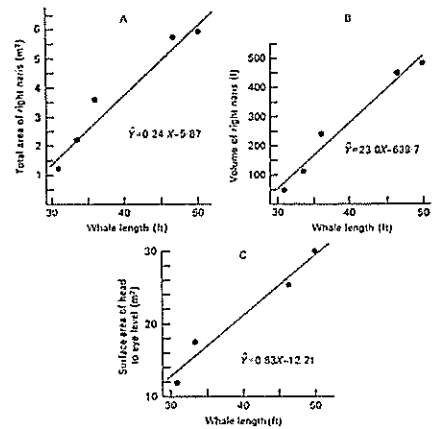 A
Total area of right naris (m²)
6
5
4
3
2
1
Ŷ=0.24 X−5.87
30 40 50
Whale length (ft)
B
Volume of right naris (l)
500
400
300
200
100
Ŷ=23.0X−639.7
30 40 50
Whale length (ft)
C
Surface area of head
to eye level (m²)
30
20
10
Ŷ=0.83X−12.21
30 40 50
Whale length (ft)